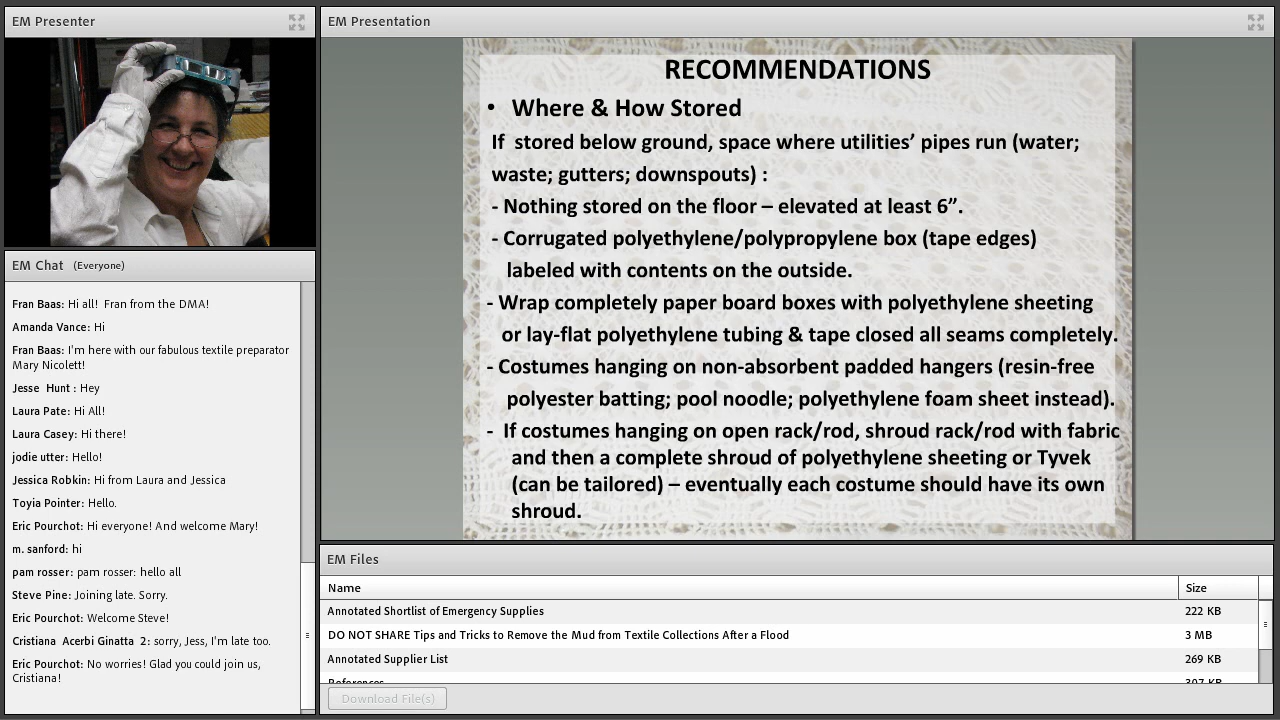 EM Presenter
EM Presentation
RECOMMENDATIONS
• Where & How Stored
If stored below ground, space where utilities’ pipes run (water;
waste; gutters; downspouts) :
- Nothing stored on the floor – elevated at least 6”.
- Corrugated polyethylene/polypropylene box (tape edges)
labeled with contents on the outside.
- Wrap completely paper board boxes with polyethylene sheeting
or lay-flat polyethylene tubing & tape closed all seams completely.
- Costumes hanging on non-absorbent padded hangers (resin-free
polyester batting; pool noodle; polyethylene foam sheet instead).
- If costumes hanging on open rack/rod, shroud rack/rod with fabric
and then a complete shroud of polyethylene sheeting or Tyvek
(can be tailored) – eventually each costume should have its own
shroud.
EM Chat (Everyone)
Fran Baas: Hi all! Fran from the DMA!
Amanda Vance: Hi
Fran Baas: I'm here with our fabulous textile preparator
Mary Nicolett!
Jesse Hunt : Hey
Laura Pate: Hi All!
Laura Casey: Hi there!
jodie utter: Hello!
Jessica Robkin: Hi from Laura and Jessica
Toyia Pointer: Hello.
Eric Pourchot: Hi everyone! And welcome Mary!
m. sanford: hi
pam rosser: pam rosser: hello all
Steve Pine: Joining late. Sorry.
Eric Pourchot: Welcome Steve!
Cristiana Acerbi Ginatta 2: sorry, Jess, I'm late too.
Eric Pourchot: No worries! Glad you could join us,
Cristiana!
EM Files
Name Size
Annotated Shortlist of Emergency Supplies 222 KB
DO NOT SHARE Tips and Tricks to Remove the Mud from Textile Collections After a Flood 3 MB
Annotated Supplier List 269 KB
References 307 KB
Download File(s)